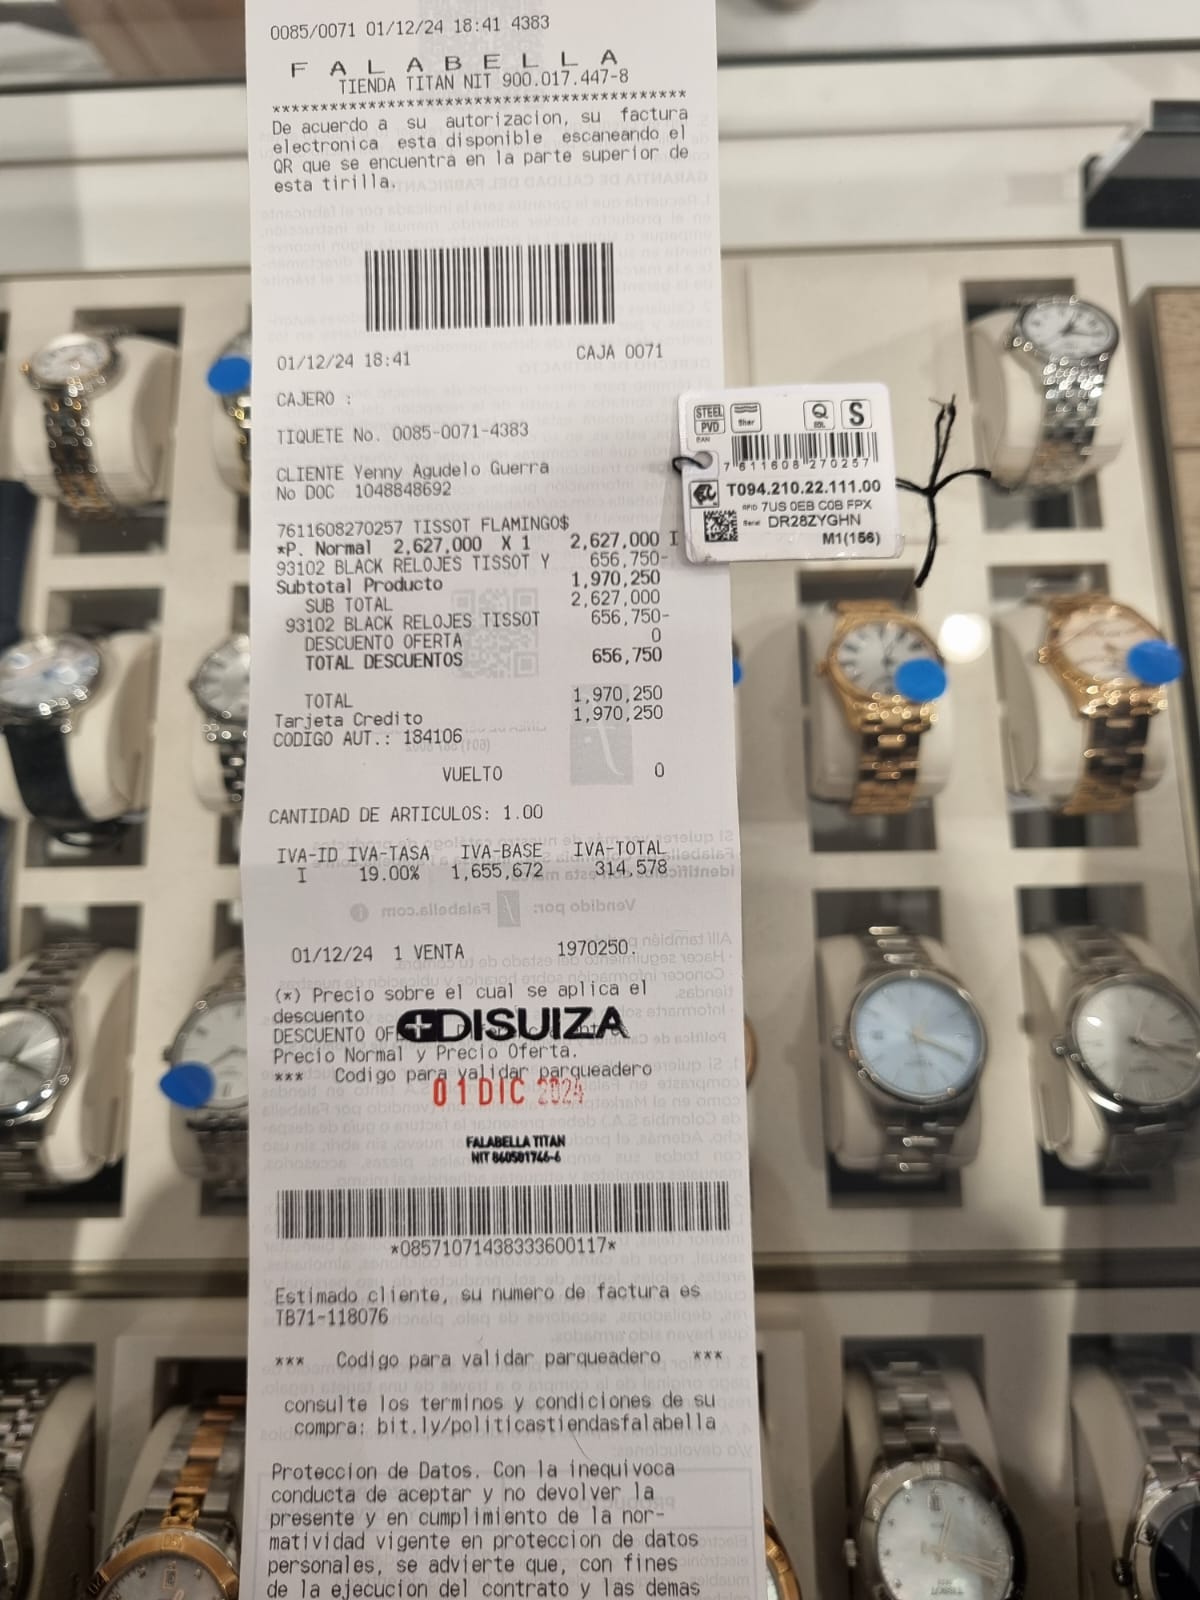 0085/0071 01/12/24 18:41 4383
F A L A B E L L A
TIENDA TITAN NIT 900.017.447-8
******************************************
De acuerdo a su autorizacion, su factura
electronica esta disponible escaneando el
QR que se encuentra en la parte superior de
esta tirilla.
01/12/24 18:41 CAJA 0071
CAJERO :
TIQUETE No. 0085-0071-4383
CLIENTE Yenny Agudelo Guerra
No DOC 1048848692
7611608270257 TISSOT FLAMINGO$
*P. Normal 2,627,000 X 1 2,627,000 I
93102 BLACK RELOJES TISSOT Y 656,750-
Subtotal Producto 1,970,250
SUB TOTAL 2,627,000
93102 BLACK RELOJES TISSOT 656,750-
DESCUENTO OFERTA 0
TOTAL DESCUENTOS 656,750
TOTAL 1,970,250
Tarjeta Credito 1,970,250
CODIGO AUT.: 184106
VUELTO 0
CANTIDAD DE ARTICULOS: 1.00
IVA-ID IVA-TASA IVA-BASE IVA-TOTAL
I 19.00% 1,655,672 314,578
01/12/24 1 VENTA 1970250.
(*) Precio sobre el cual se aplica el
descuento
DISUIZA
DESCUENTO
Precio Normal y Precio Oferta.
*** Codigo para validar parqueadero
01 DIC 2024
FALABELLA TITAN
NIT 860501746-6
*08571071438333600117*
Estimado cliente, su numero de factura es
TB71-118076
*** Codigo para validar parqueadero ***
consulte los terminos y condiciones de su
compra: bit.ly/politicastiendasfalabella
Proteccion de Datos. Con la inequivoca
conducta de aceptar y no devolver la
presente y en cumplimiento de la nor-
matividad vigente en proteccion de datos
personales, se advierte que, con fines
de la ejecucion del contrato y las demas
STEEL
PVD
5bar
EOL
S
EAN
7 611608 270257
T094.210.22.111.00
RFID 7US 0EB C0B FPX
Serial DR28ZYGHN
M1(156)